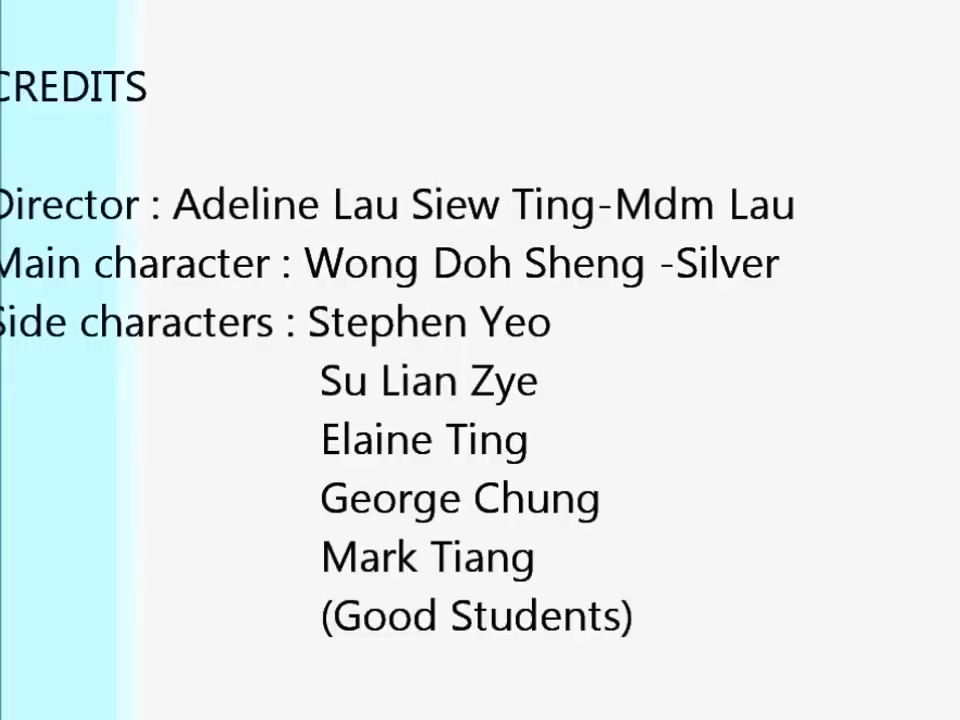 CREDITS
Director : Adeline Lau Siew Ting-Mdm Lau
Main character : Wong Doh Sheng -Silver
Side characters : Stephen Yeo
Su Lian Zye
Elaine Ting
George Chung
Mark Tiang
(Good Students)